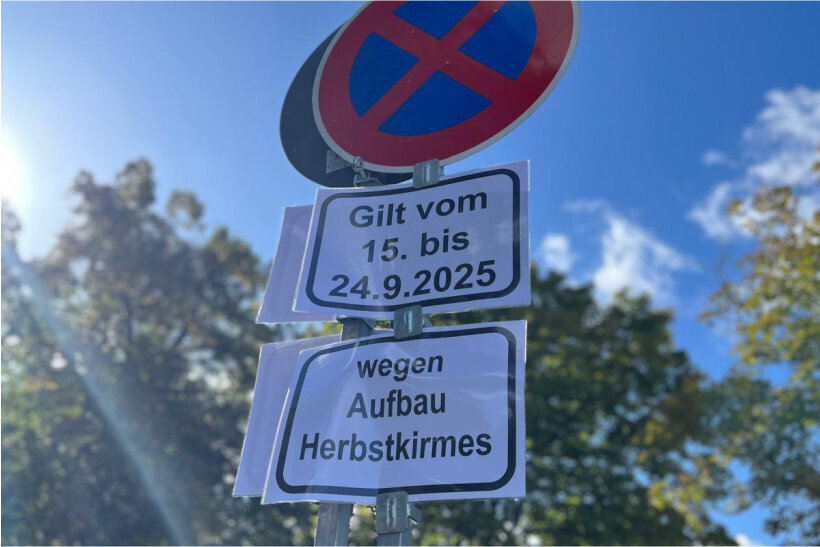 Gilt vom
15. bis
24.9.2025
wegen
Aufbau
Herbstkirmes